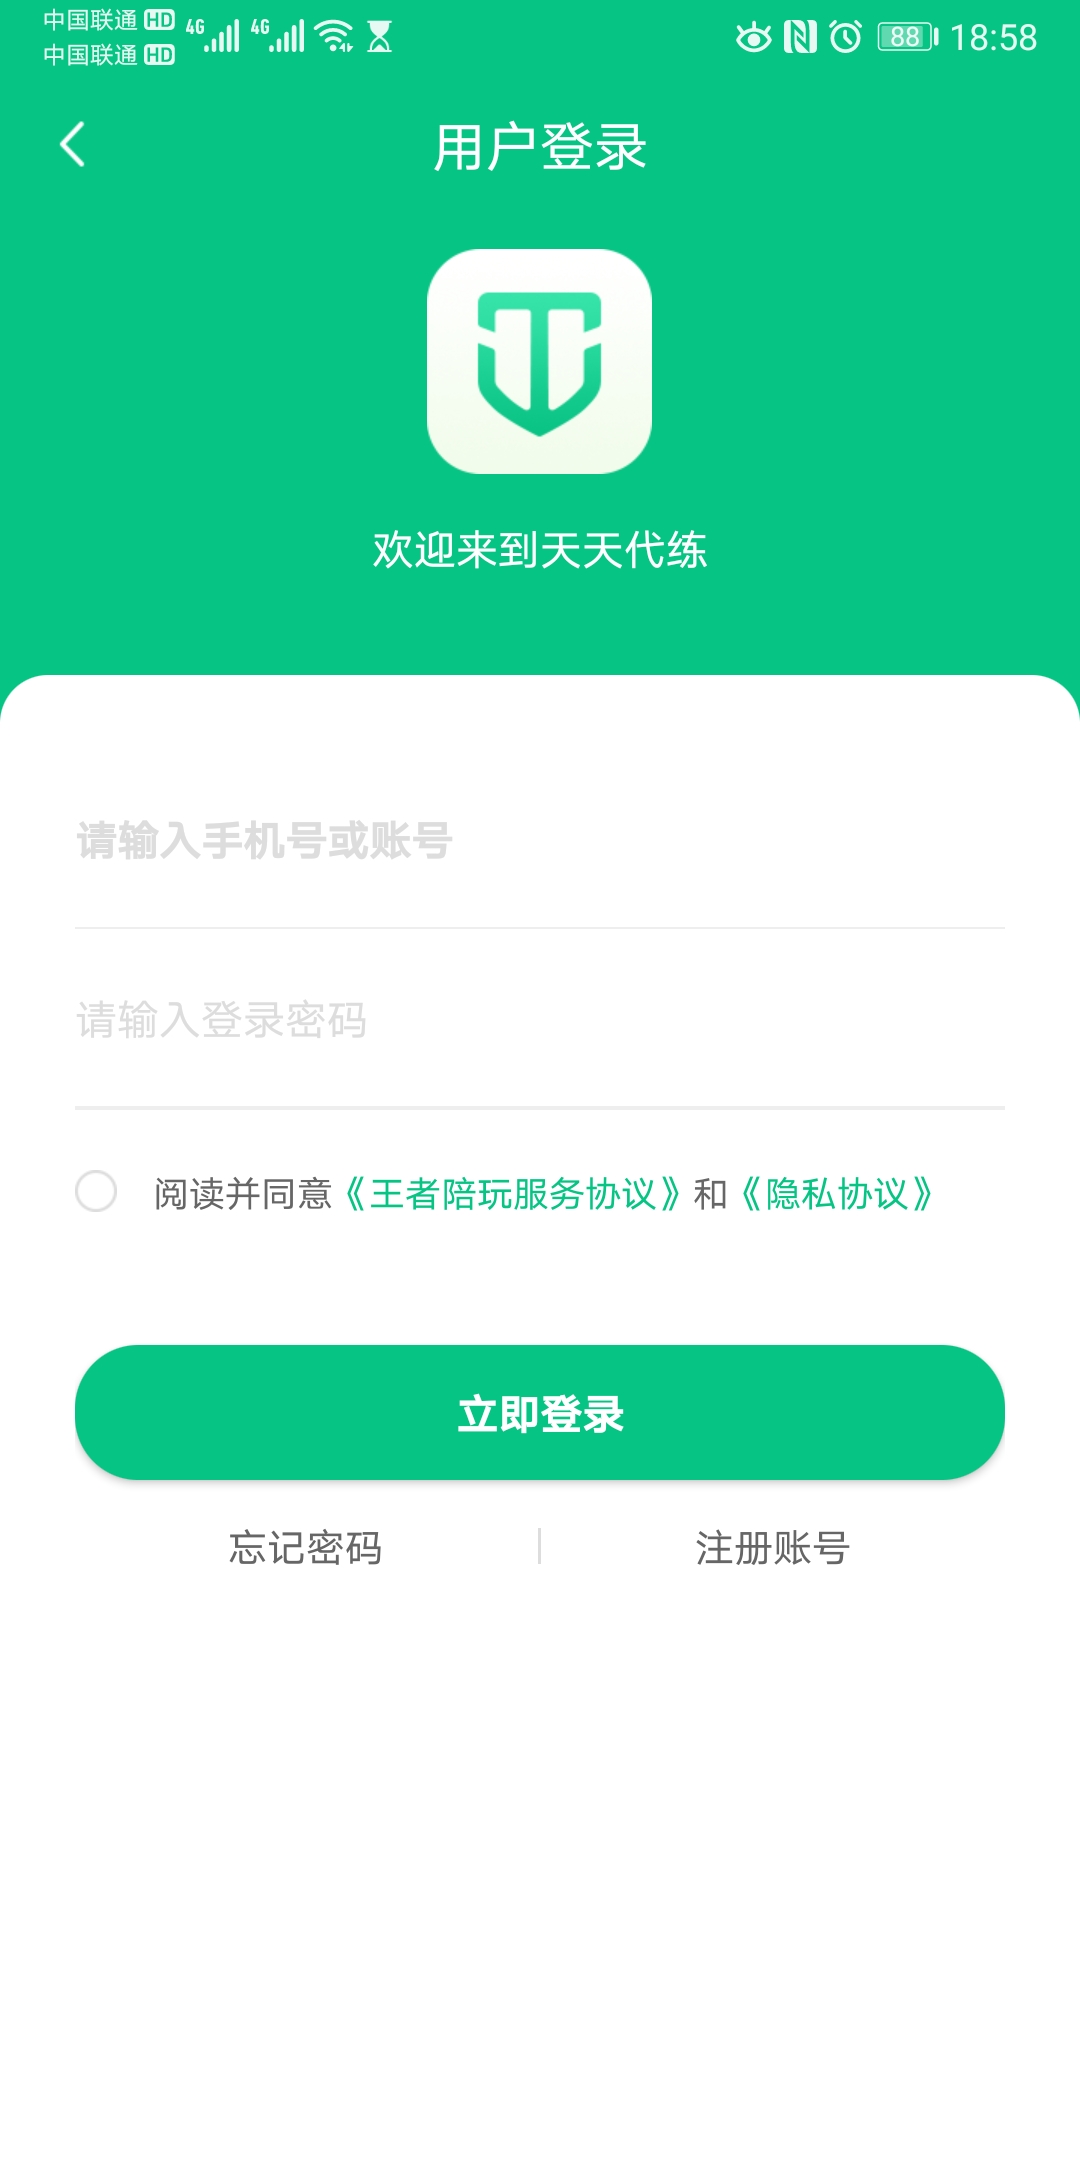 中国联通 HD 4G 4G 88 18:58
中国联通 HD
用户登录
欢迎来到天天代练
请输入手机号或账号
请输入登录密码
阅读并同意《王者陪玩服务协议》和《隐私协议》
立即登录
忘记密码 注册账号